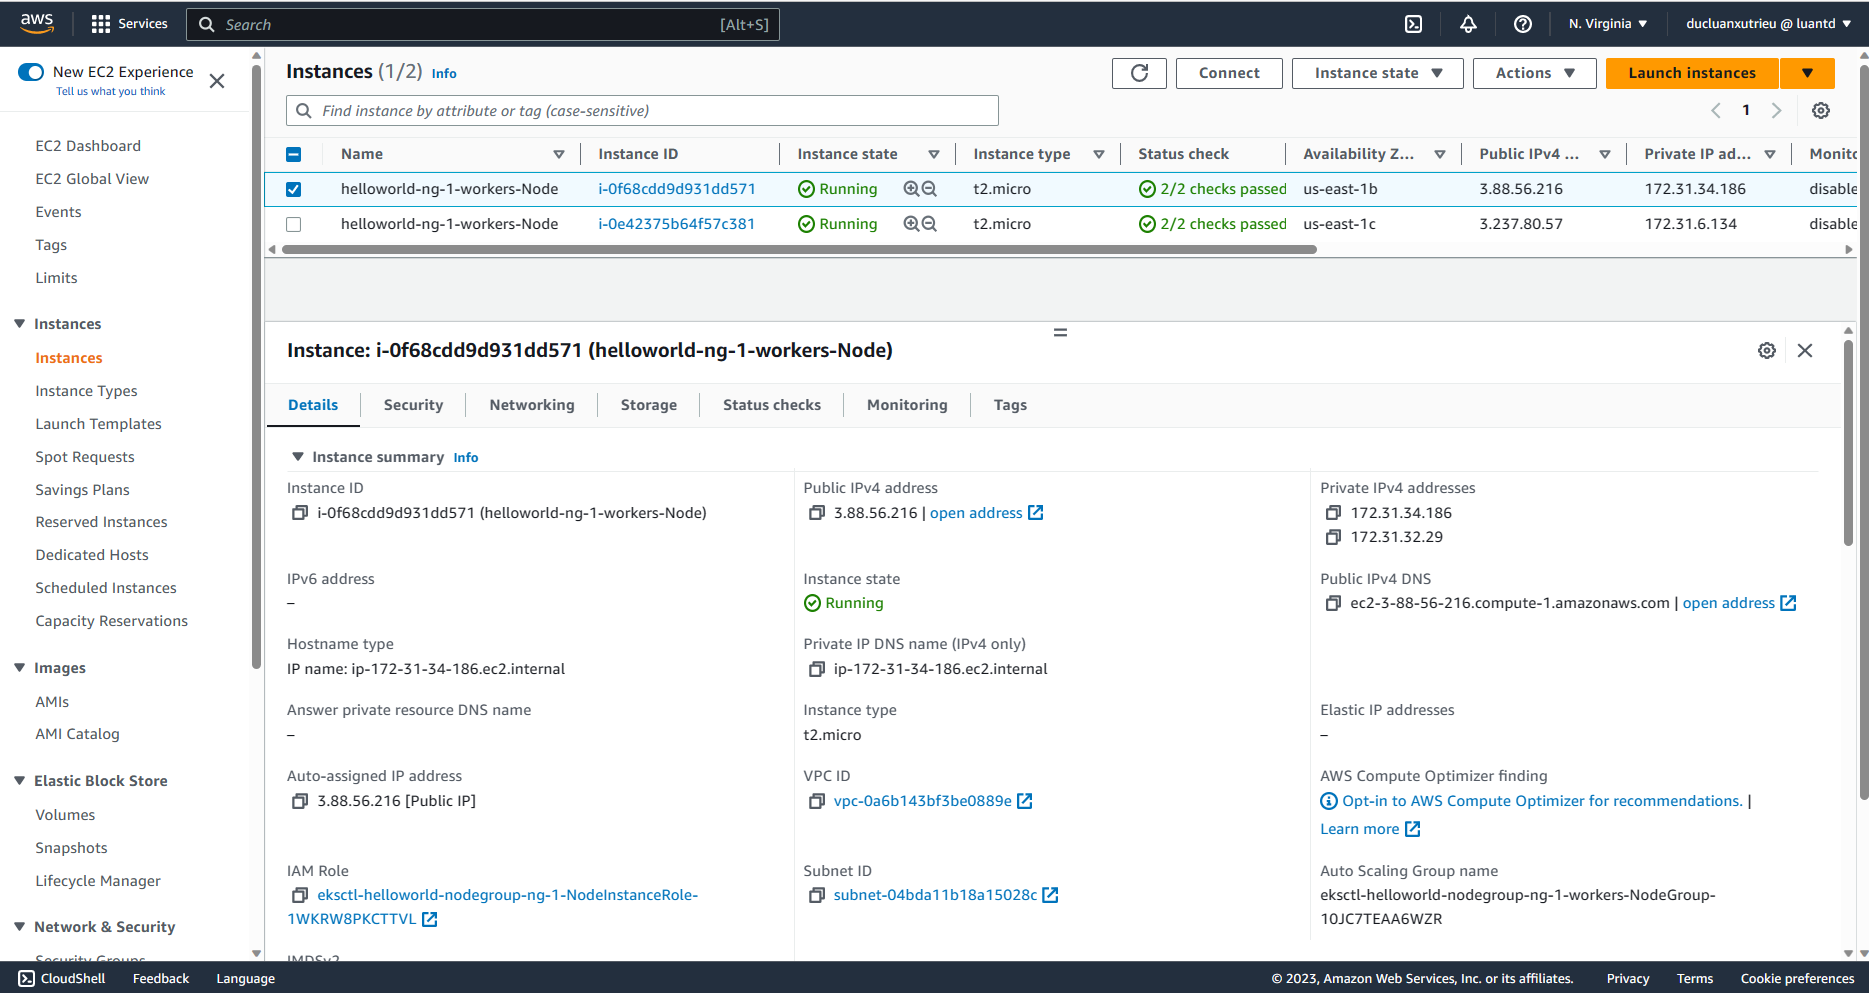 aws
Services
Search [Alt+S]
N. Virginia
ducluanxutrieu @ luantd
New EC2 Experience
Tell us what you think
EC2 Dashboard
EC2 Global View
Events
Tags
Limits
Instances
Instances
Instance Types
Launch Templates
Spot Requests
Savings Plans
Reserved Instances
Dedicated Hosts
Scheduled Instances
Capacity Reservations
Images
AMIs
AMI Catalog
Elastic Block Store
Volumes
Snapshots
Lifecycle Manager
Network & Security
Security Groups
Instances (1/2) Info
Connect
Instance state
Actions
Launch instances
Find instance by attribute or tag (case-sensitive)
1
Name Instance ID Instance state Instance type Status check Availability Z... Public IPv4 ... Private IP ad... Monito
helloworld-ng-1-workers-Node i-0f68cdd9d931dd571 Running t2.micro 2/2 checks passed us-east-1b 3.88.56.216 172.31.34.186 disable
helloworld-ng-1-workers-Node i-0e42375b64f57c381 Running t2.micro 2/2 checks passed us-east-1c 3.237.80.57 172.31.6.134 disable
Instance: i-0f68cdd9d931dd571 (helloworld-ng-1-workers-Node)
Details Security Networking Storage Status checks Monitoring Tags
Instance summary Info
Instance ID
i-0f68cdd9d931dd571 (helloworld-ng-1-workers-Node)
Public IPv4 address
3.88.56.216 | open address
Private IPv4 addresses
172.31.34.186
172.31.32.29
IPv6 address
–
Instance state
Running
Public IPv4 DNS
ec2-3-88-56-216.compute-1.amazonaws.com | open address
Hostname type
IP name: ip-172-31-34-186.ec2.internal
Private IP DNS name (IPv4 only)
ip-172-31-34-186.ec2.internal
Answer private resource DNS name
–
Instance type
t2.micro
Elastic IP addresses
–
Auto-assigned IP address
3.88.56.216 [Public IP]
VPC ID
vpc-0a6b143bf3be0889e
AWS Compute Optimizer finding
Opt-in to AWS Compute Optimizer for recommendations. |
Learn more
IAM Role
eksctl-helloworld-nodegroup-ng-1-NodeInstanceRole-
1WKRW8PKCTTVL
Subnet ID
subnet-04bda11b18a15028c
Auto Scaling Group name
eksctl-helloworld-nodegroup-ng-1-workers-NodeGroup-
10JC7TEAA6WZR
IMDSv2
CloudShell Feedback Language
© 2023, Amazon Web Services, Inc. or its affiliates. Privacy Terms Cookie preferences